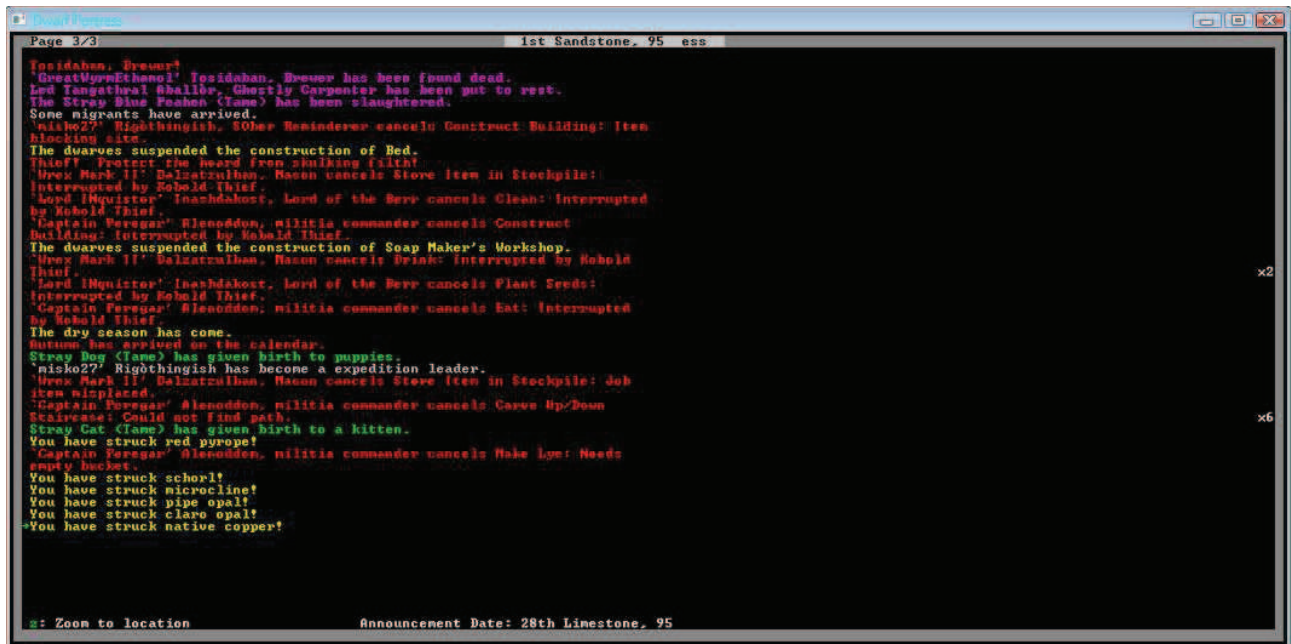 Dwarf Fortress
Page 3/3 1st Sandstone, 95 ess
Tosidaban, Brewer!
`GreatWyrmEthanol' Tosidaban, Brewer has been found dead.
Led Tangathral Aballör, Ghostly Carpenter has been put to rest.
The Stray Blue Peahen (Tame) has been slaughtered.
Some migrants have arrived.
`misko27' Rigòthingish, SOber Reminderer cancels Construct Building: Item
blocking site.
The dwarves suspended the construction of Bed.
Thief! Protect the hoard from skulking filth!
`Urex Mark II' Dalzatzulban, Mason cancels Store Item in Stockpile:
Interrupted by Kobold Thief.
`Lord INquistor' Inashdakost, Lord of the Berr cancels Clean: Interrupted
by Kobold Thief.
`Captain Peregar' Alenoddon, militia commander cancels Construct
Building: Interrupted by Kobold Thief.
The dwarves suspended the construction of Soap Maker's Workshop.
`Urex Mark II' Dalzatzulban, Mason cancels Drink: Interrupted by Kobold
Thief. x2
`Lord INquistor' Inashdakost, Lord of the Berr cancels Plant Seeds:
Interrupted by Kobold Thief.
`Captain Peregar' Alenoddon, militia commander cancels Eat: Interrupted
by Kobold Thief.
The dry season has come.
Autumn has arrived on the calendar.
Stray Dog (Tame) has given birth to puppies.
`misko27' Rigòthingish has become a expedition leader.
`Urex Mark II' Dalzatzulban, Mason cancels Store Item in Stockpile: Job
item misplaced.
`Captain Peregar' Alenoddon, militia commander cancels Carve Up/Down
Staircase: Could not find path. x6
Stray Cat (Tame) has given birth to a kitten.
You have struck red pyrope!
`Captain Peregar' Alenoddon, militia commander cancels Make Lye: Needs
empty bucket.
You have struck schorl!
You have struck microcline!
You have struck pipe opal!
You have struck claro opal!
You have struck native copper!
z: Zoom to location Announcement Date: 28th Limestone, 95